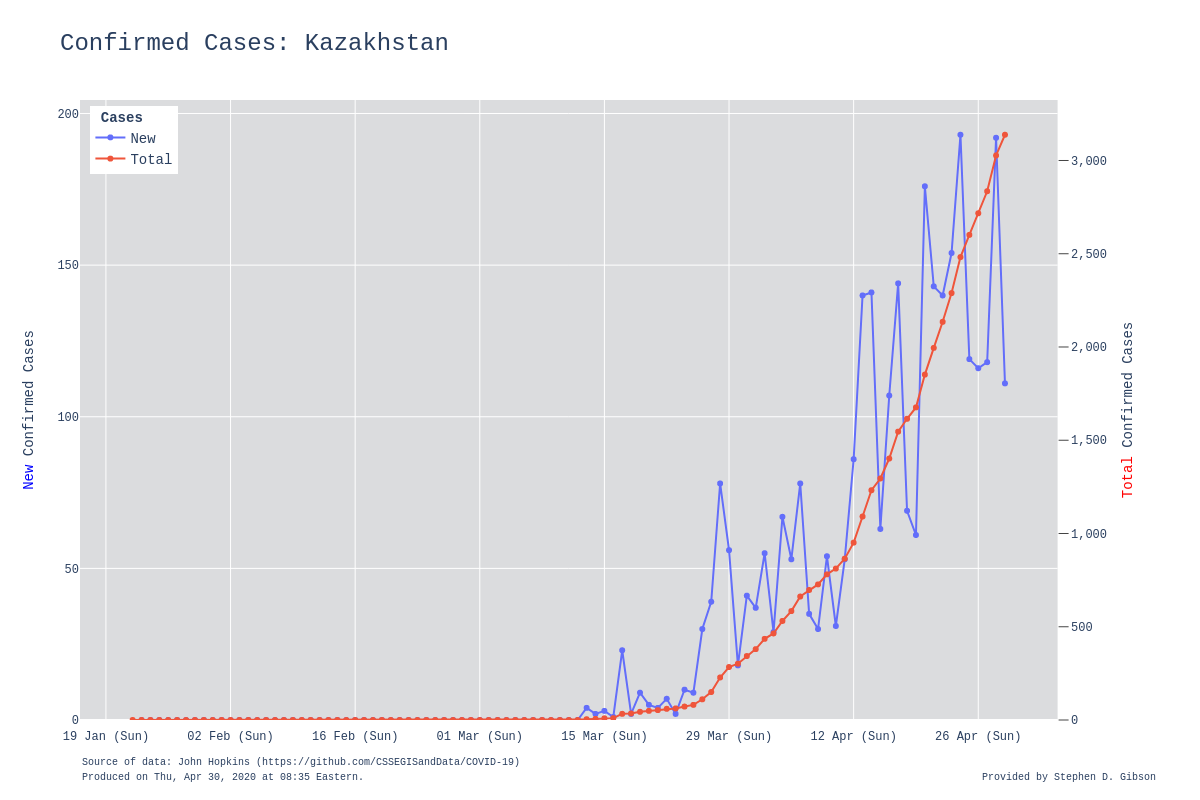 Confirmed Cases: Kazakhstan
Cases
New
Total
200
150
100
50
0
3,000
2,500
2,000
1,500
1,000
500
0
New Confirmed Cases
Total Confirmed Cases
19 Jan (Sun) 02 Feb (Sun) 16 Feb (Sun) 01 Mar (Sun) 15 Mar (Sun) 29 Mar (Sun) 12 Apr (Sun) 26 Apr (Sun)
Source of data: John Hopkins (https://github.com/CSSEGISandData/COVID-19)
Produced on Thu, Apr 30, 2020 at 08:35 Eastern.
Provided by Stephen D. Gibson